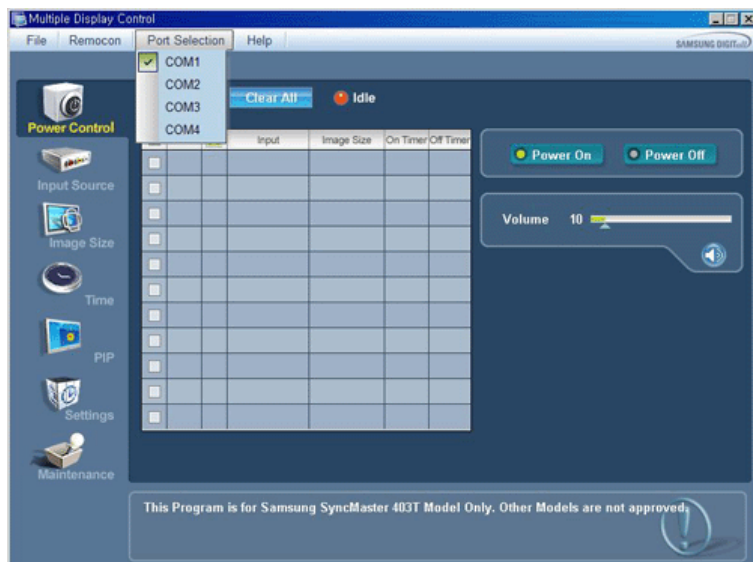 Multiple Display Control
File Remocon Port Selection Help
SAMSUNG DIGITall
COM1
COM2
COM3
COM4
Clear All Idle
Input Image Size On Timer Off Timer
Power Control
Input Source
Image Size
Time
PIP
Settings
Maintenance
Power On Power Off
Volume 10
This Program is for Samsung SyncMaster 403T Model Only. Other Models are not approved.